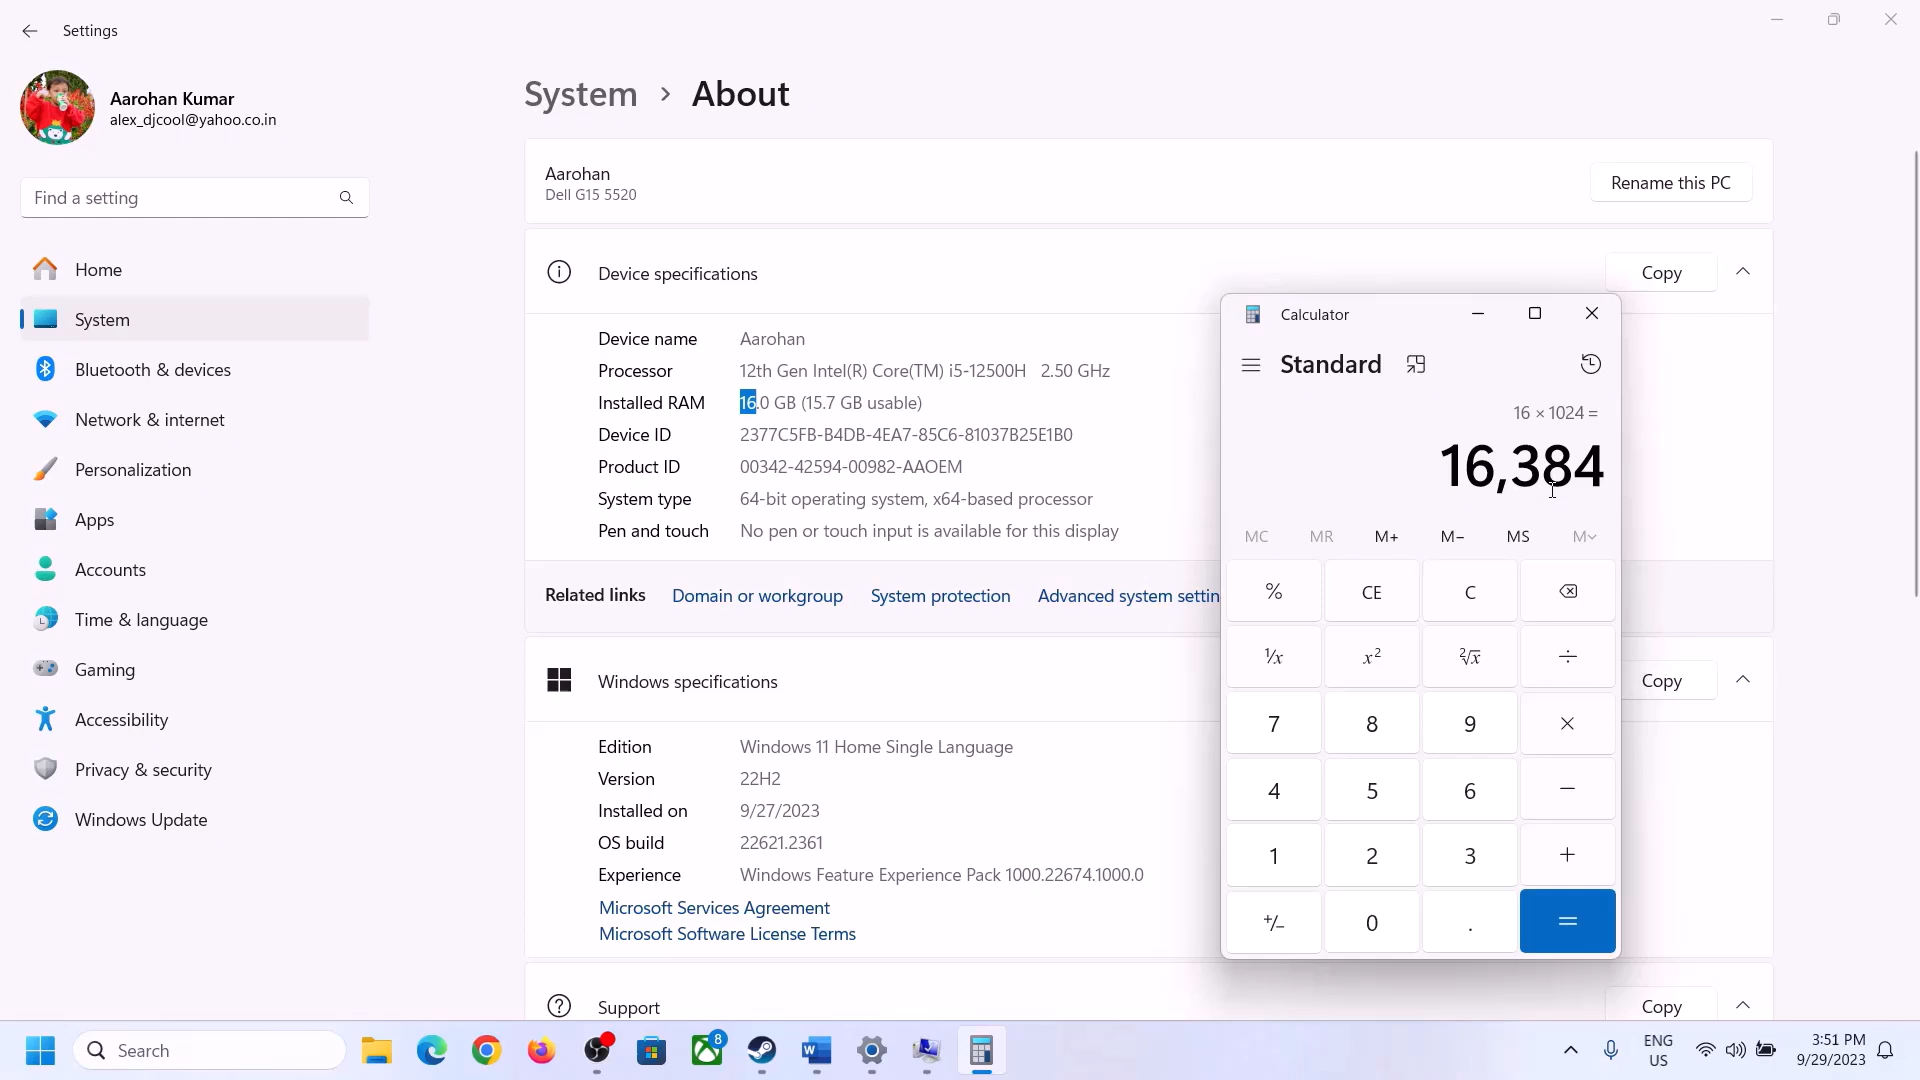 Settings
Aarohan Kumar
alex_djcool@yahoo.co.in
Find a setting
Home
System
Bluetooth & devices
Network & internet
Personalization
Apps
Accounts
Time & language
Gaming
Accessibility
Privacy & security
Windows Update
System > About
Aarohan
Dell G15 5520
Rename this PC
Device specifications
Copy
Device name Aarohan
Processor 12th Gen Intel(R) Core(TM) i5-12500H 2.50 GHz
Installed RAM 16.0 GB (15.7 GB usable)
Device ID 2377C5FB-B4DB-4EA7-85C6-81037B25E1B0
Product ID 00342-42594-00982-AAOEM
System type 64-bit operating system, x64-based processor
Pen and touch No pen or touch input is available for this display
Related links Domain or workgroup System protection Advanced system settin
Windows specifications
Copy
Edition Windows 11 Home Single Language
Version 22H2
Installed on 9/27/2023
OS build 22621.2361
Experience Windows Feature Experience Pack 1000.22674.1000.0
Microsoft Services Agreement
Microsoft Software License Terms
Support
Copy
Calculator
Standard
16 × 1024 =
16,384
MC MR M+ M− MS M
% CE C
⅟x x² ²√x ÷
7 8 9 ×
4 5 6 −
1 2 3 +
+/− 0 . =
Search
8
ENG
US
3:51 PM
9/29/2023